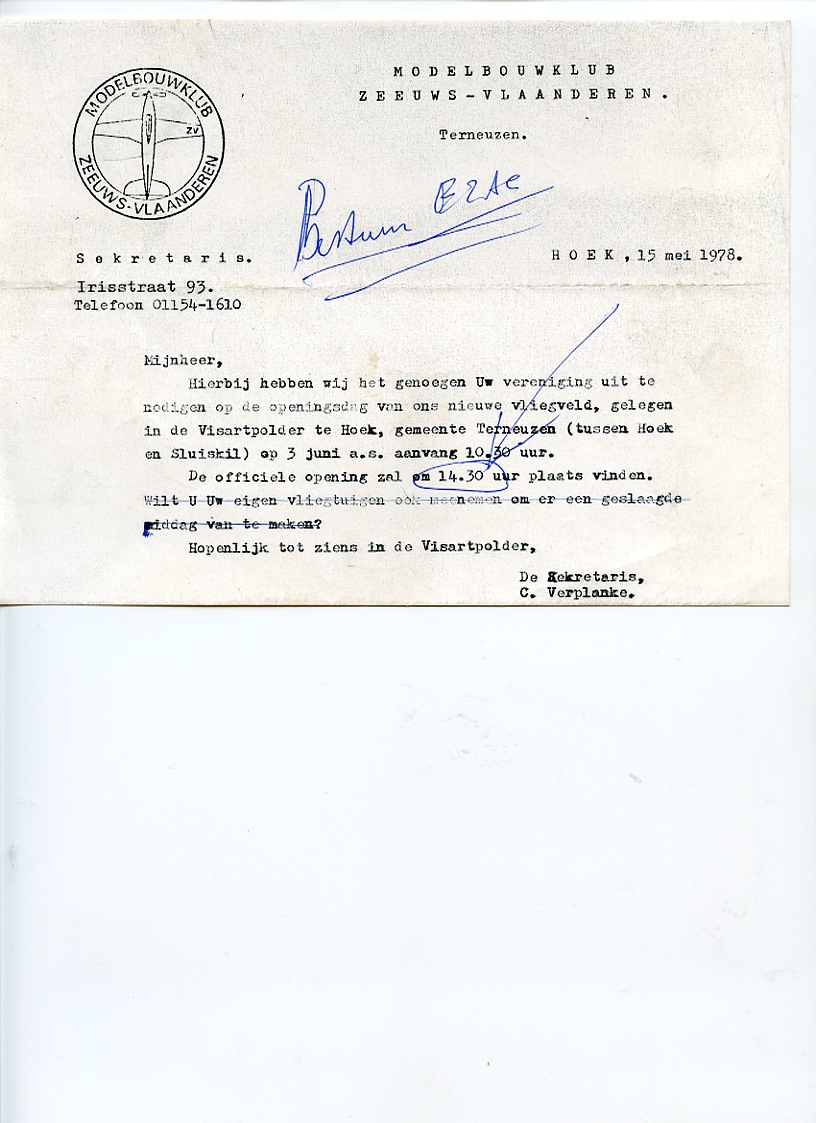 MODELBOUWKLUB
ZEEUWS-VLAANDEREN
ZV
MODELBOUWKLUB
ZEEUWS-VLAANDEREN.
Terneuzen.
Bestuur EZAC
Sekretaris.
HOEK, 15 mei 1978.
Irisstraat 93.
Telefoon 01154-1610
Mijnheer,
Hierbij hebben wij het genoegen Uw vereniging uit te
nodigen op de openingsdag van ons nieuwe vliegveld, gelegen
in de Visartpolder te Hoek, gemeente Terneuzen (tussen Hoek
en Sluiskil) op 3 juni a.s. aanvang 10.30 uur.
De officiele opening zal om 14.30 uur plaats vinden.
Wilt U Uw eigen vliegtuigen ook meenemen om er een geslaagde
middag van te maken?
Hopenlijk tot ziens in de Visartpolder,
De Sekretaris,
C. Verplanke.